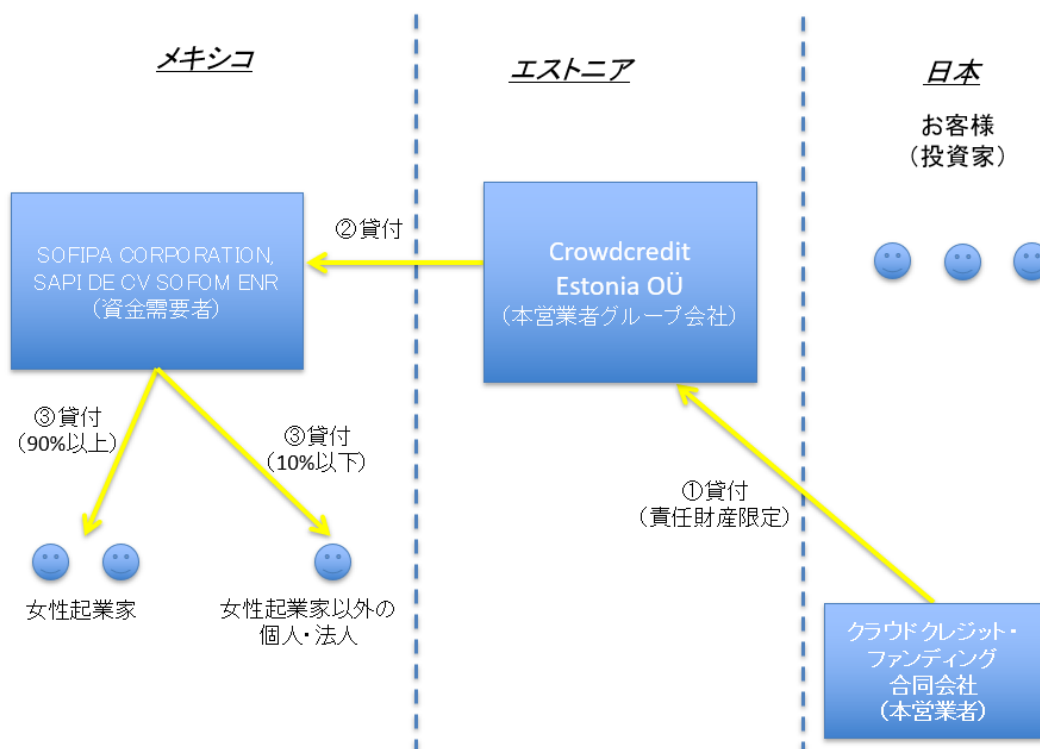 メキシコ
エストニア
日本
お客様
（投資家）
SOFIPA CORPORATION,
SAPI DE CV SOFOM ENR
（資金需要者）
②貸付
Crowdcredit
Estonia OÜ
（本営業者グループ会社）
③貸付
（90%以上）
③貸付
（10%以下）
①貸付
（責任財産限定）
女性起業家
女性起業家以外の
個人・法人
クラウドクレジット・
ファンディング
合同会社
（本営業者）